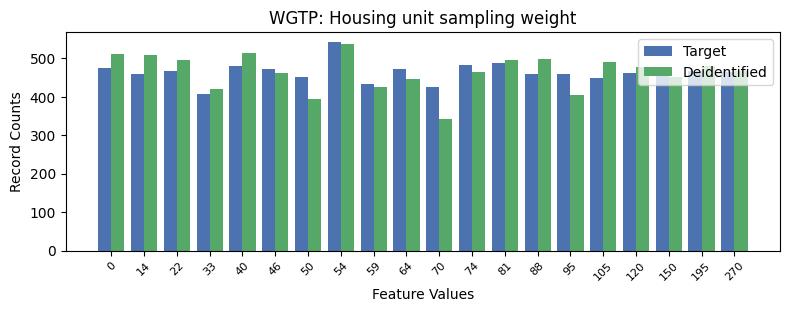 WGTP: Housing unit sampling weight
Target
Deidentified
Record Counts
500
400
300
200
100
0
0 14 22 33 40 46 50 54 59 64 70 74 81 88 95 105 120 150 195 270
Feature Values